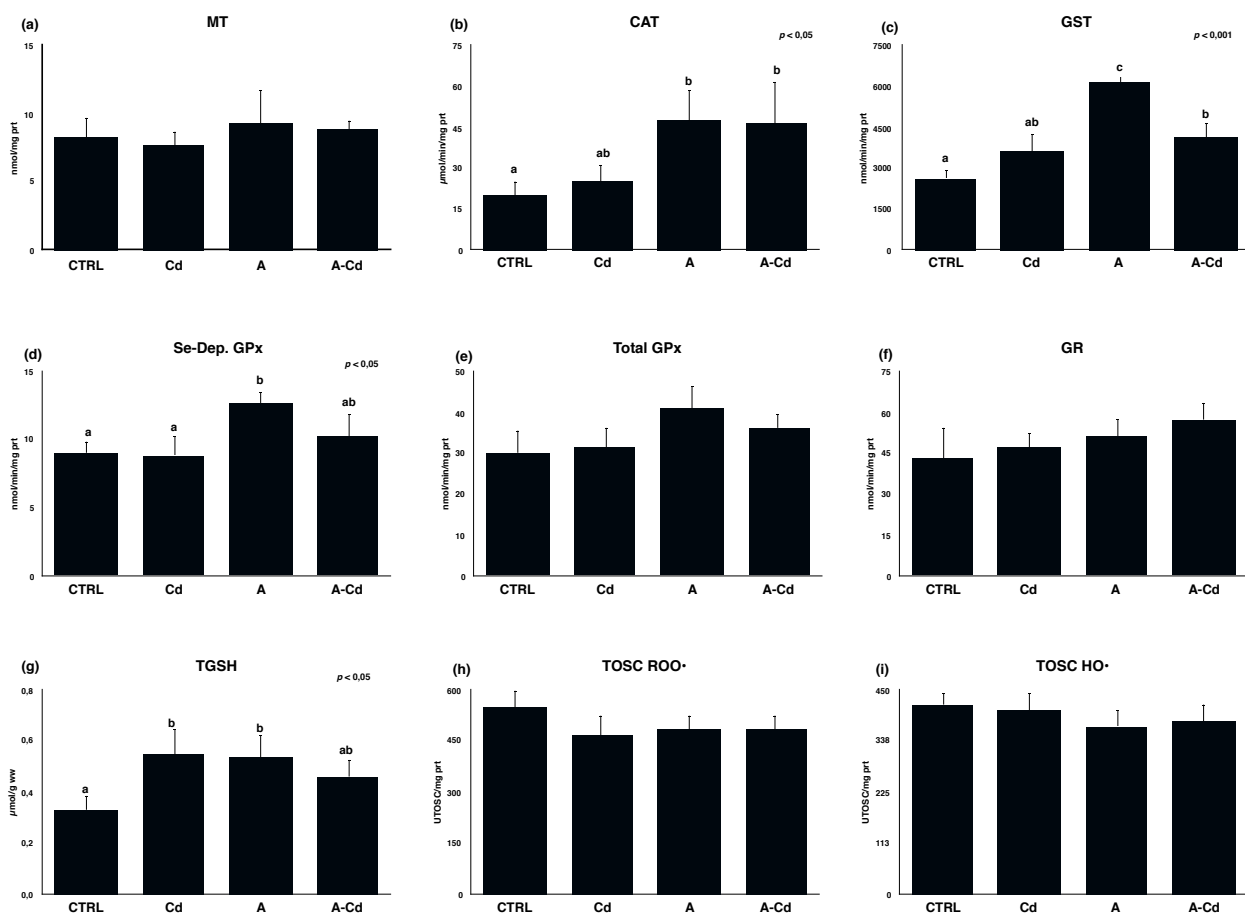 (a) MT
15
10
5
0
nmol/mg prt
CTRL Cd A A-Cd
(b) CAT
p < 0,05
75
60
45
30
15
0
µmol/min/mg prt
a ab b b
CTRL Cd A A-Cd
(c) GST
p < 0,001
7500
6000
4500
3000
1500
0
nmol/min/mg prt
a ab c b
CTRL Cd A A-Cd
(d) Se-Dep. GPx
p < 0,05
15
10
5
0
nmol/min/mg prt
a a b ab
CTRL Cd A A-Cd
(e) Total GPx
50
40
30
20
10
0
nmol/min/mg prt
CTRL Cd A A-Cd
(f) GR
75
60
45
30
15
0
nmol/min/mg prt
CTRL Cd A A-Cd
(g) TGSH
p < 0,05
0,8
0,6
0,4
0,2
0,0
µmol/g ww
a b b ab
CTRL Cd A A-Cd
(h) TOSC ROO•
600
450
300
150
0
UTOSC/mg prt
CTRL Cd A A-Cd
(i) TOSC HO•
450
338
225
113
0
UTOSC/mg prt
CTRL Cd A A-Cd